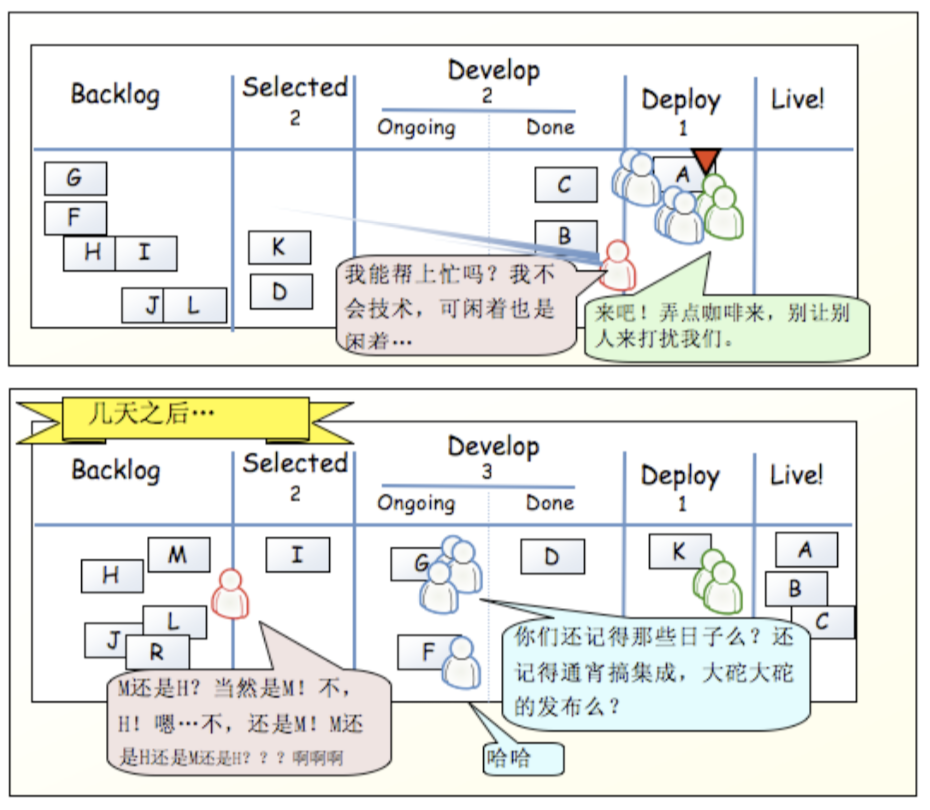 Backlog
Selected
2
Develop
2
Ongoing
Done
Deploy
1
Live!
G
F
H
I
J
L
K
D
C
B
A
我能帮上忙吗？我不
会技术，可闲着也是
闲着…
来吧！弄点咖啡来，别让别
人来打扰我们。
几天之后…
Backlog
Selected
2
Develop
3
Ongoing
Done
Deploy
1
Live!
H
M
J
L
R
I
G
F
D
K
A
B
C
M还是H？当然是M！不，
H！嗯…不，还是M！M还
是H还是M还是H？？？啊啊啊
你们还记得那些日子么？还
记得通宵搞集成，大砣大砣
的发布么？
哈哈